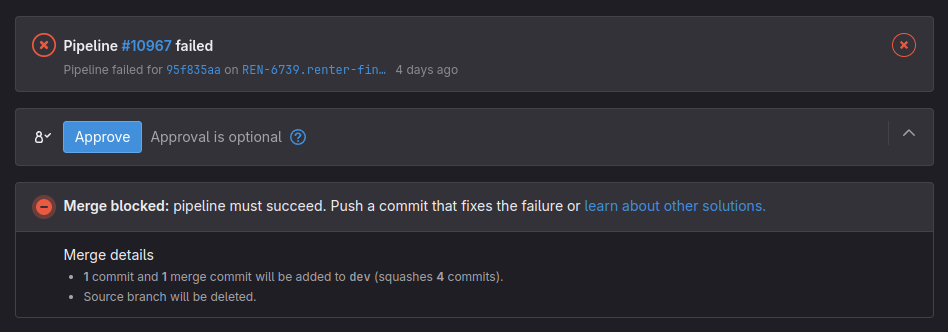 Pipeline #10967 failed
Pipeline failed for 95f835aa on REN-6739.renter-fin… 4 days ago
Approve Approval is optional
Merge blocked: pipeline must succeed. Push a commit that fixes the failure or learn about other solutions.
Merge details
• 1 commit and 1 merge commit will be added to dev (squashes 4 commits).
• Source branch will be deleted.